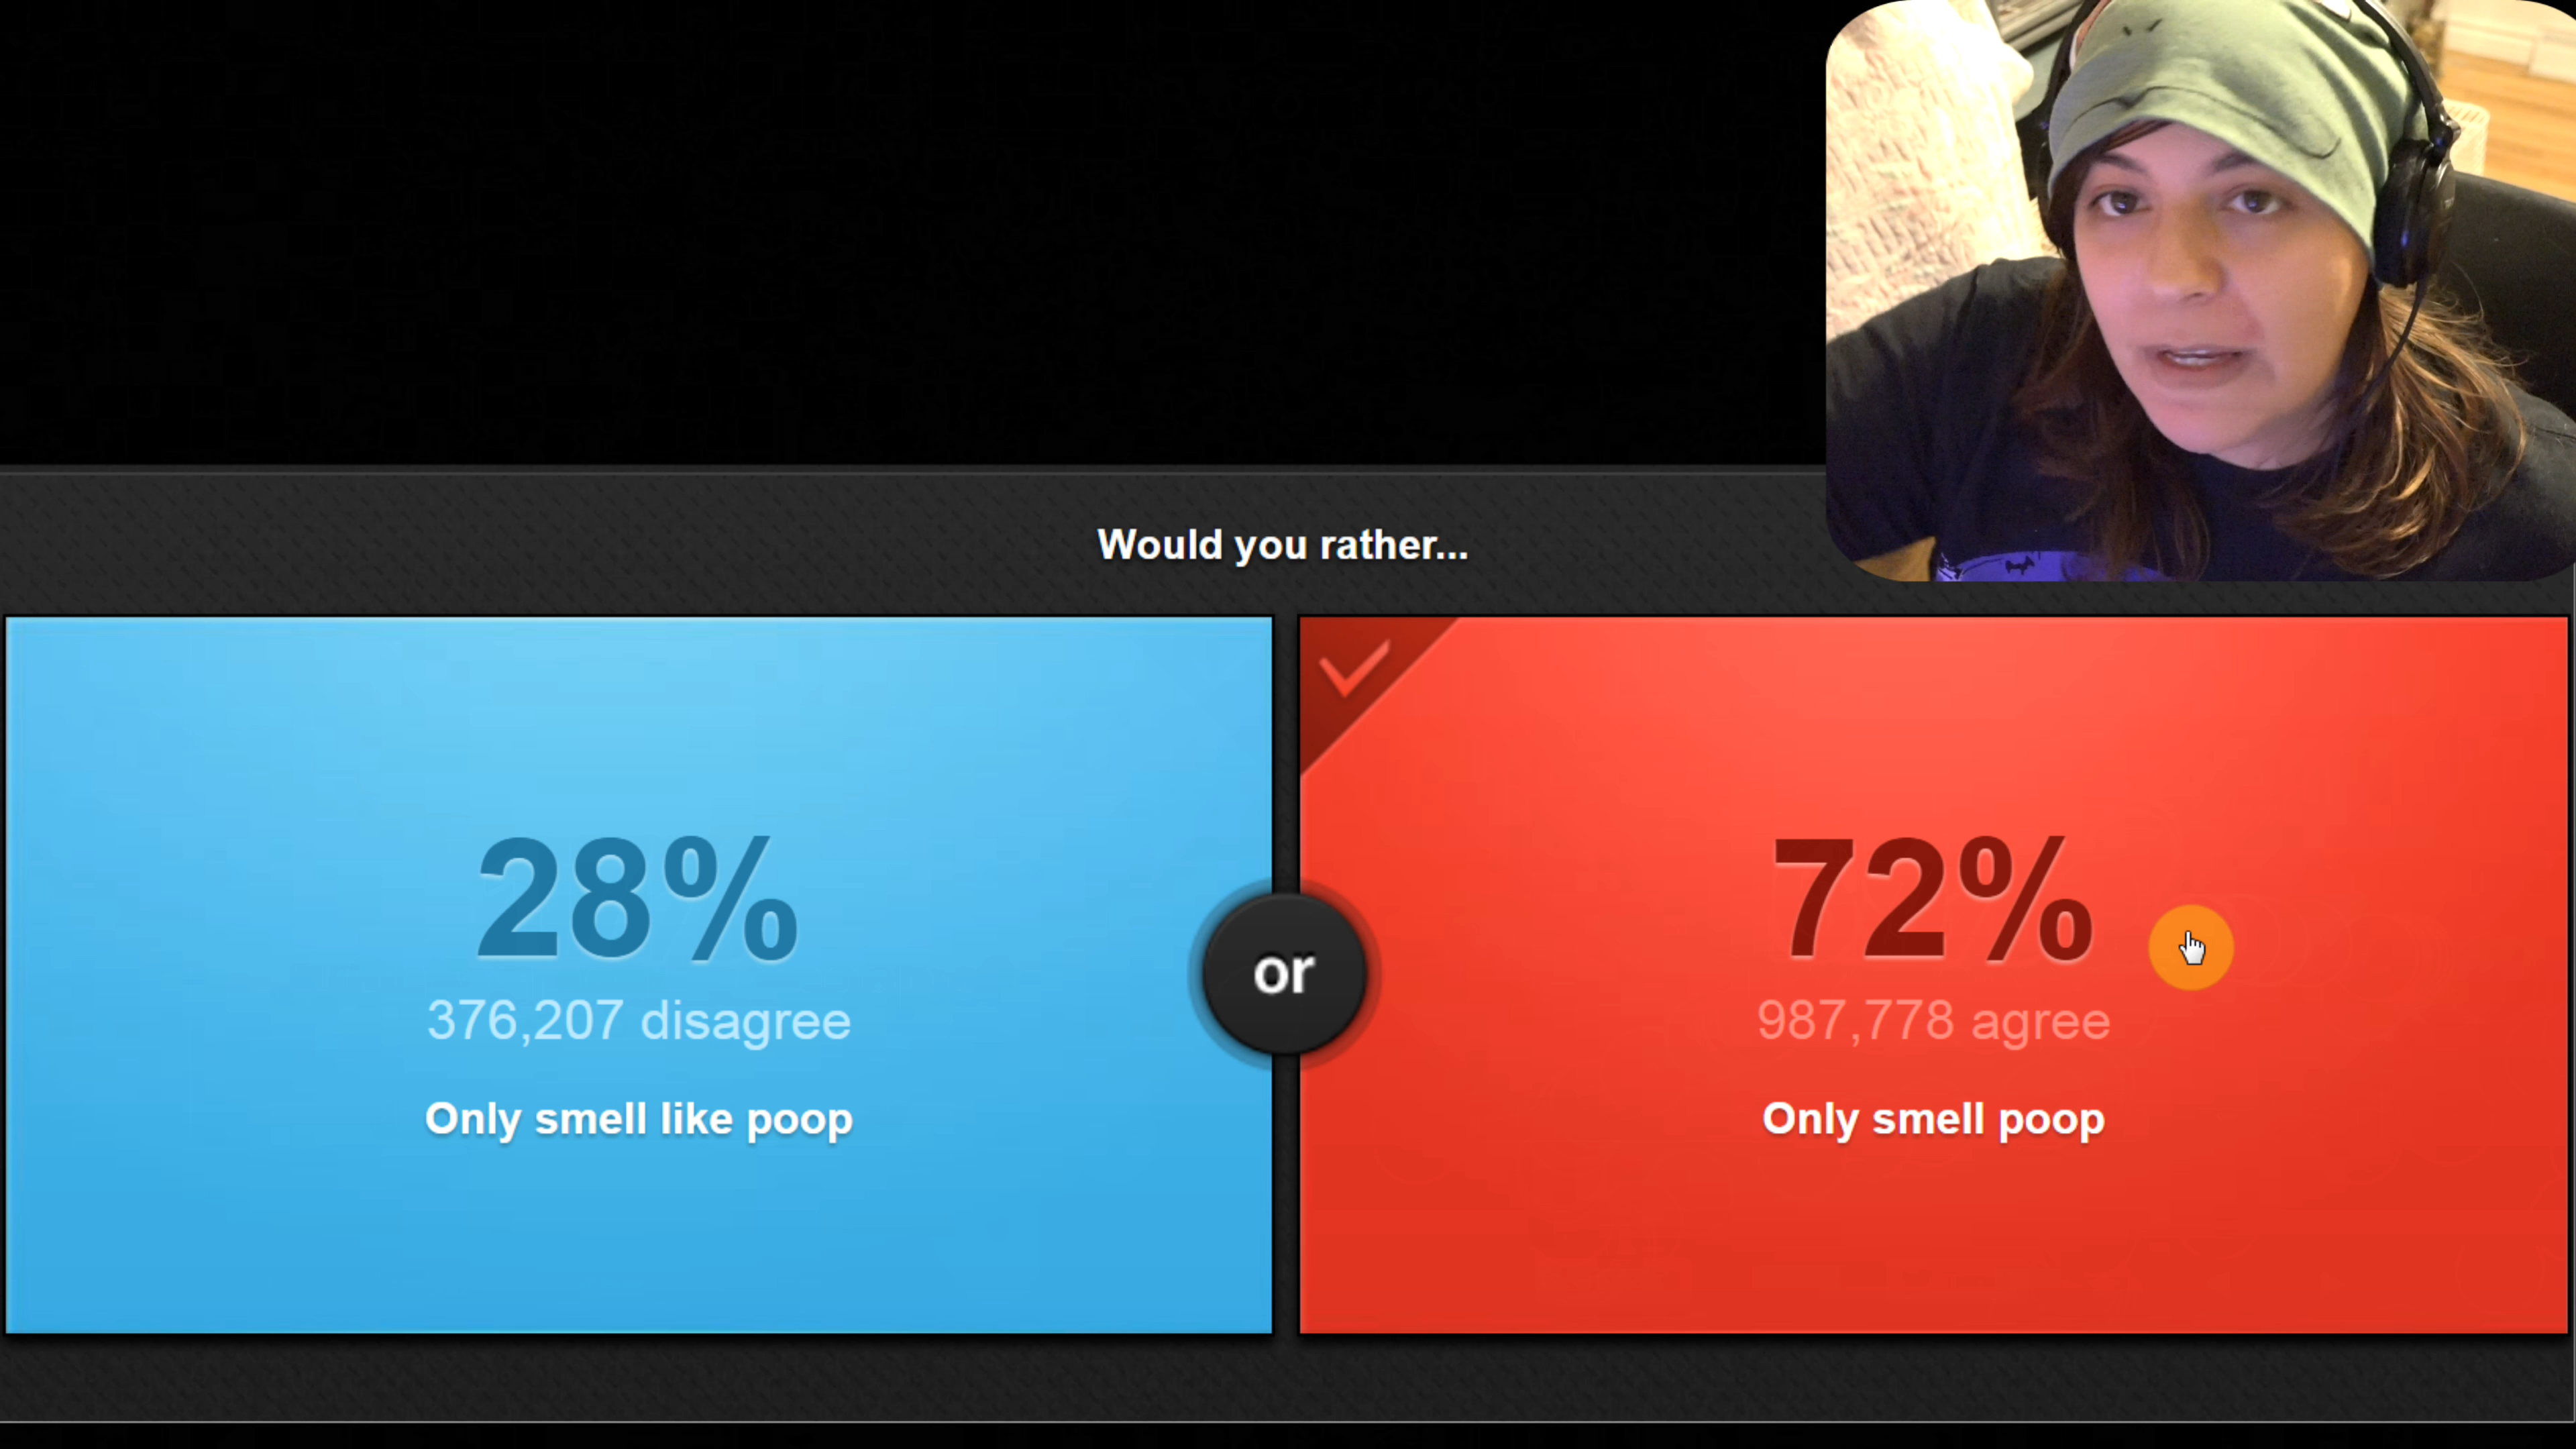 Would you rather...
28%
376,207 disagree
Only smell like poop
or
72%
987,778 agree
Only smell poop